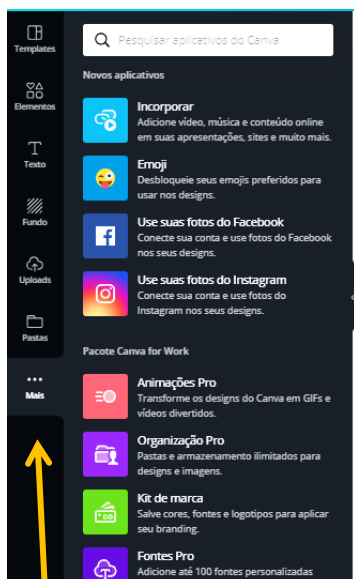 Templates
Elementos
Texto
Fundo
Uploads
Pastas
Mais
Pesquisar aplicativos do Canva
Novos aplicativos
Incorporar
Adicione vídeo, música e conteúdo online
em suas apresentações, sites e muito mais.
Emoji
Desbloqueie seus emojis preferidos para
usar nos designs.
Use suas fotos do Facebook
Conecte sua conta e use fotos do Facebook
nos seus designs.
Use suas fotos do Instagram
Conecte sua conta e use fotos do
Instagram nos seus designs.
Pacote Canva for Work
Animações Pro
Transforme os designs do Canva em GIFs e
vídeos divertidos.
Organização Pro
Pastas e armazenamento ilimitados para
designs e imagens.
Kit de marca
Salve cores, fontes e logotipos para aplicar
seu branding.
Fontes Pro
Adicione até 100 fontes personalizadas